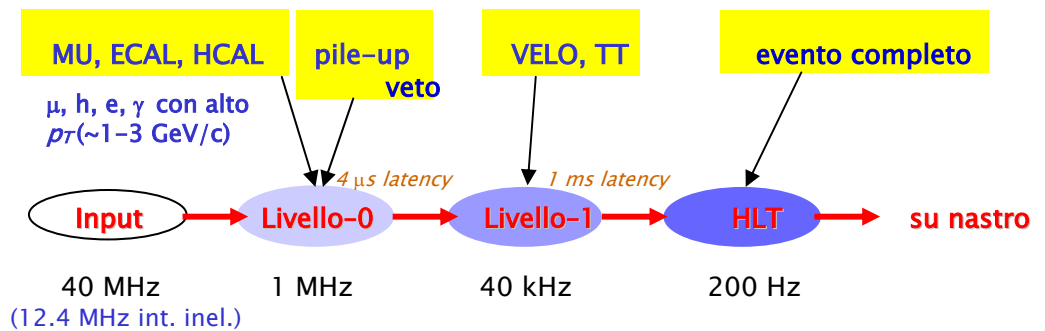 MU, ECAL, HCAL
pile-up
veto
VELO, TT
evento completo
μ, h, e, γ con alto
pT(~1-3 GeV/c)
4 μs latency
1 ms latency
Input
Livello-0
Livello-1
HLT
su nastro
40 MHz
1 MHz
40 kHz
200 Hz
(12.4 MHz int. inel.)